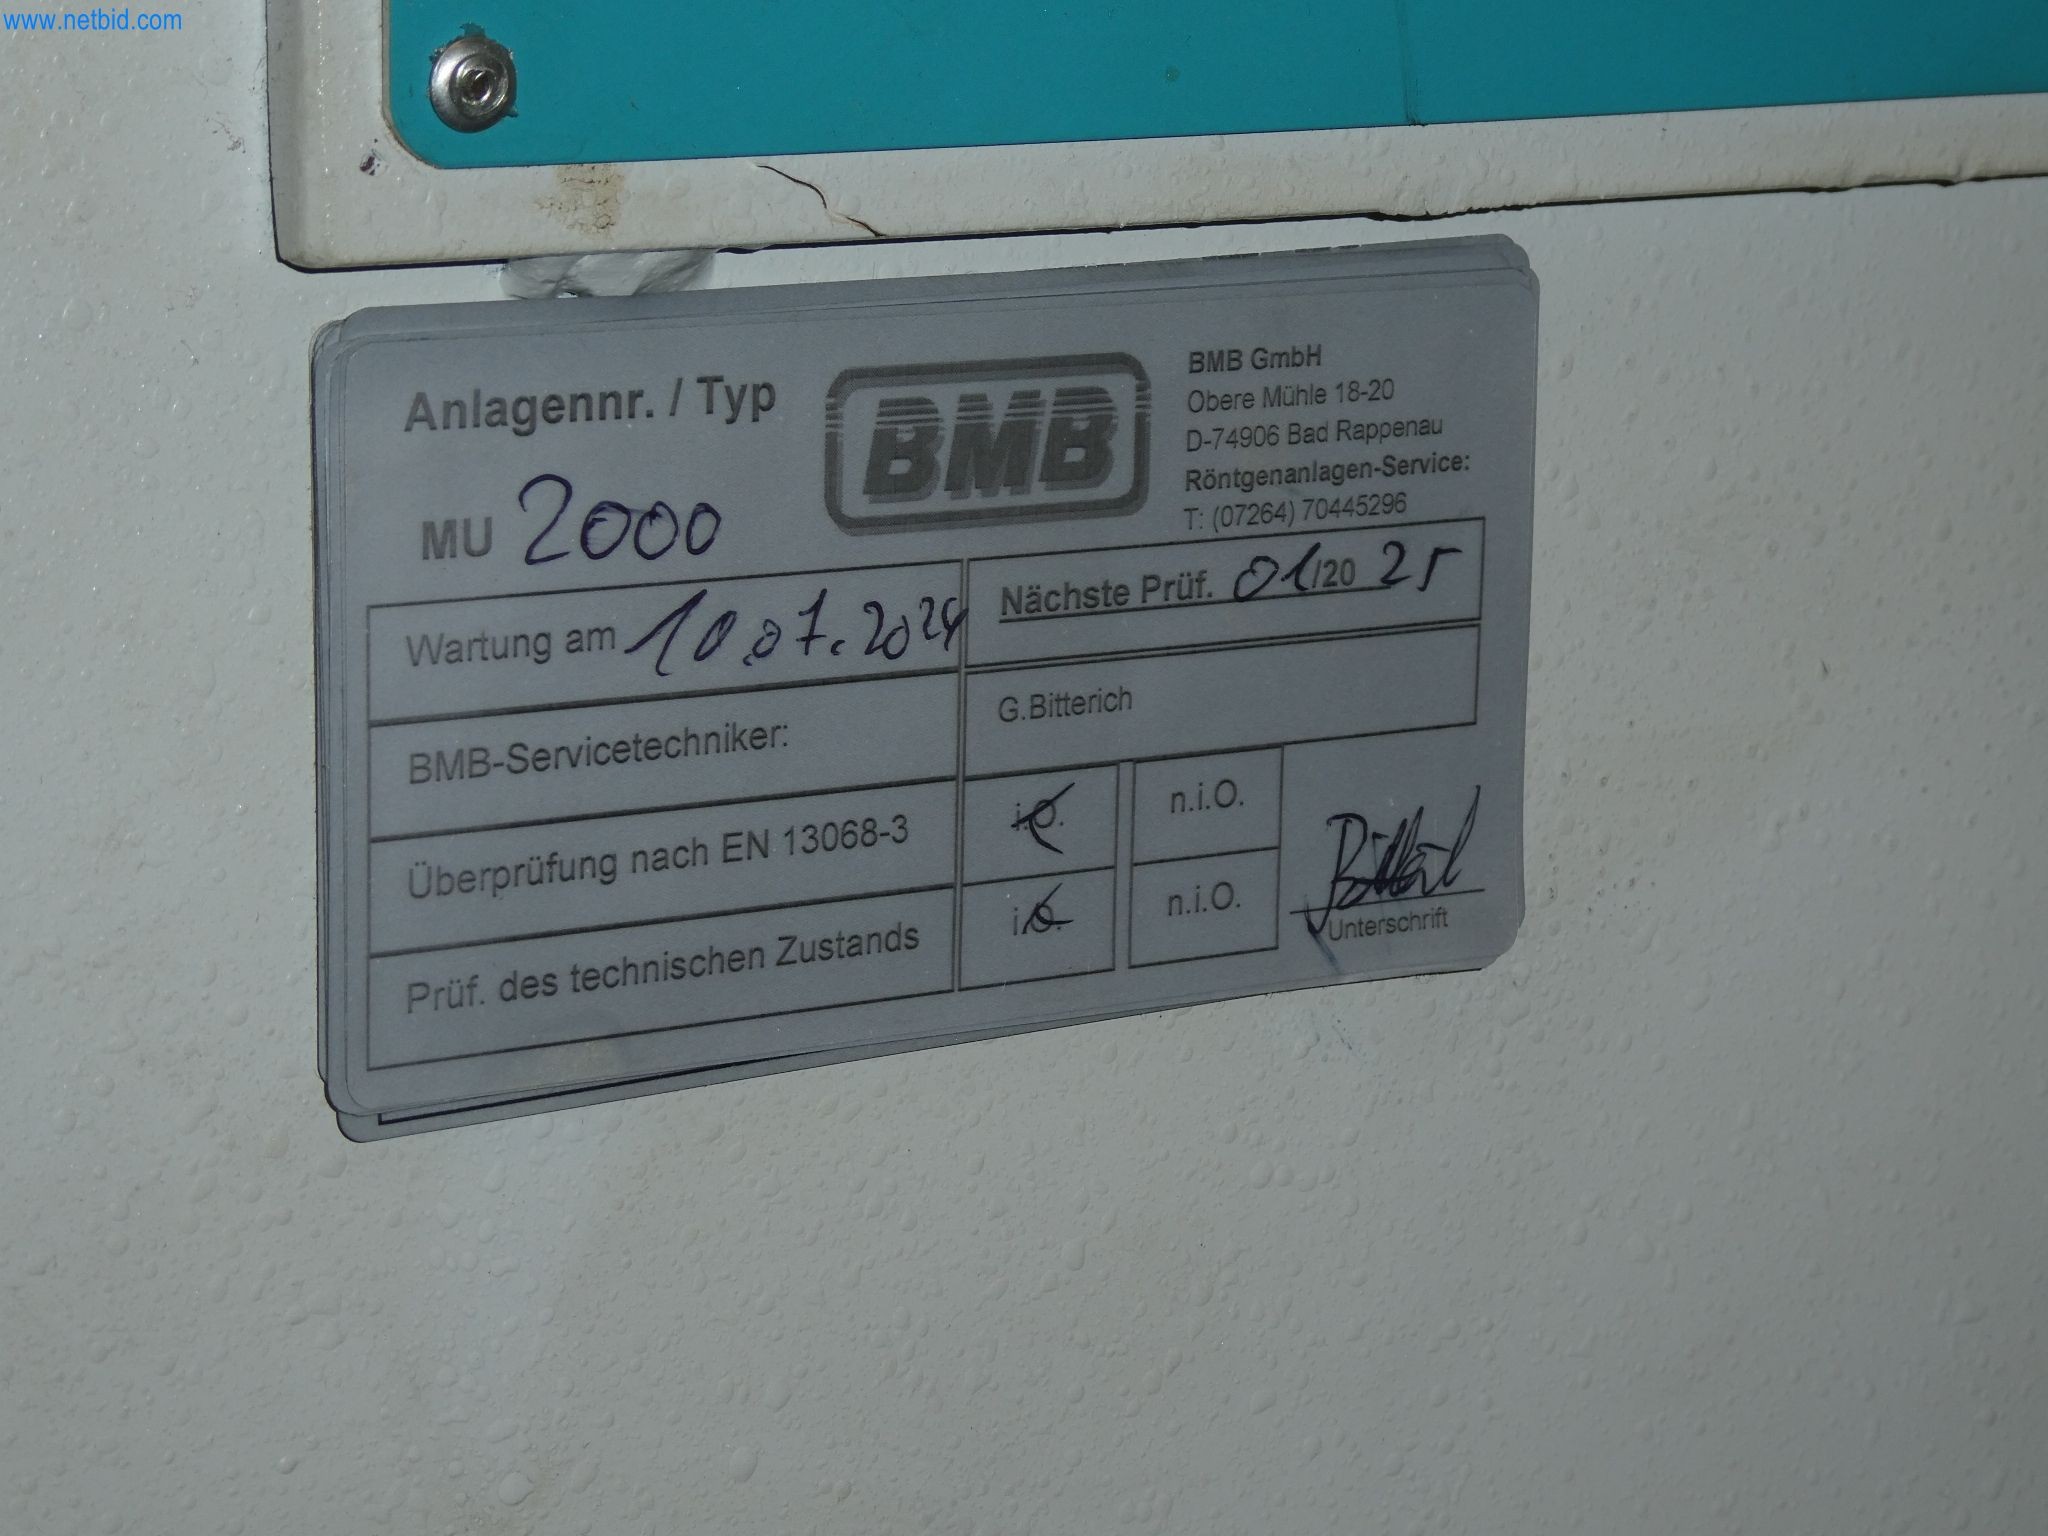 www.netbid.com
Anlagennr. / Typ
MU 2000
BMB
BMB GmbH
Obere Mühle 18-20
D-74906 Bad Rappenau
Röntgenanlagen-Service:
T: (07264) 70445296
Wartung am 10.07.2024
Nächste Prüf. 01/20 25
BMB-Servicetechniker:
G.Bitterich
Überprüfung nach EN 13068-3
i.O.
n.i.O.
Prüf. des technischen Zustands
i.O.
n.i.O.
Unterschrift